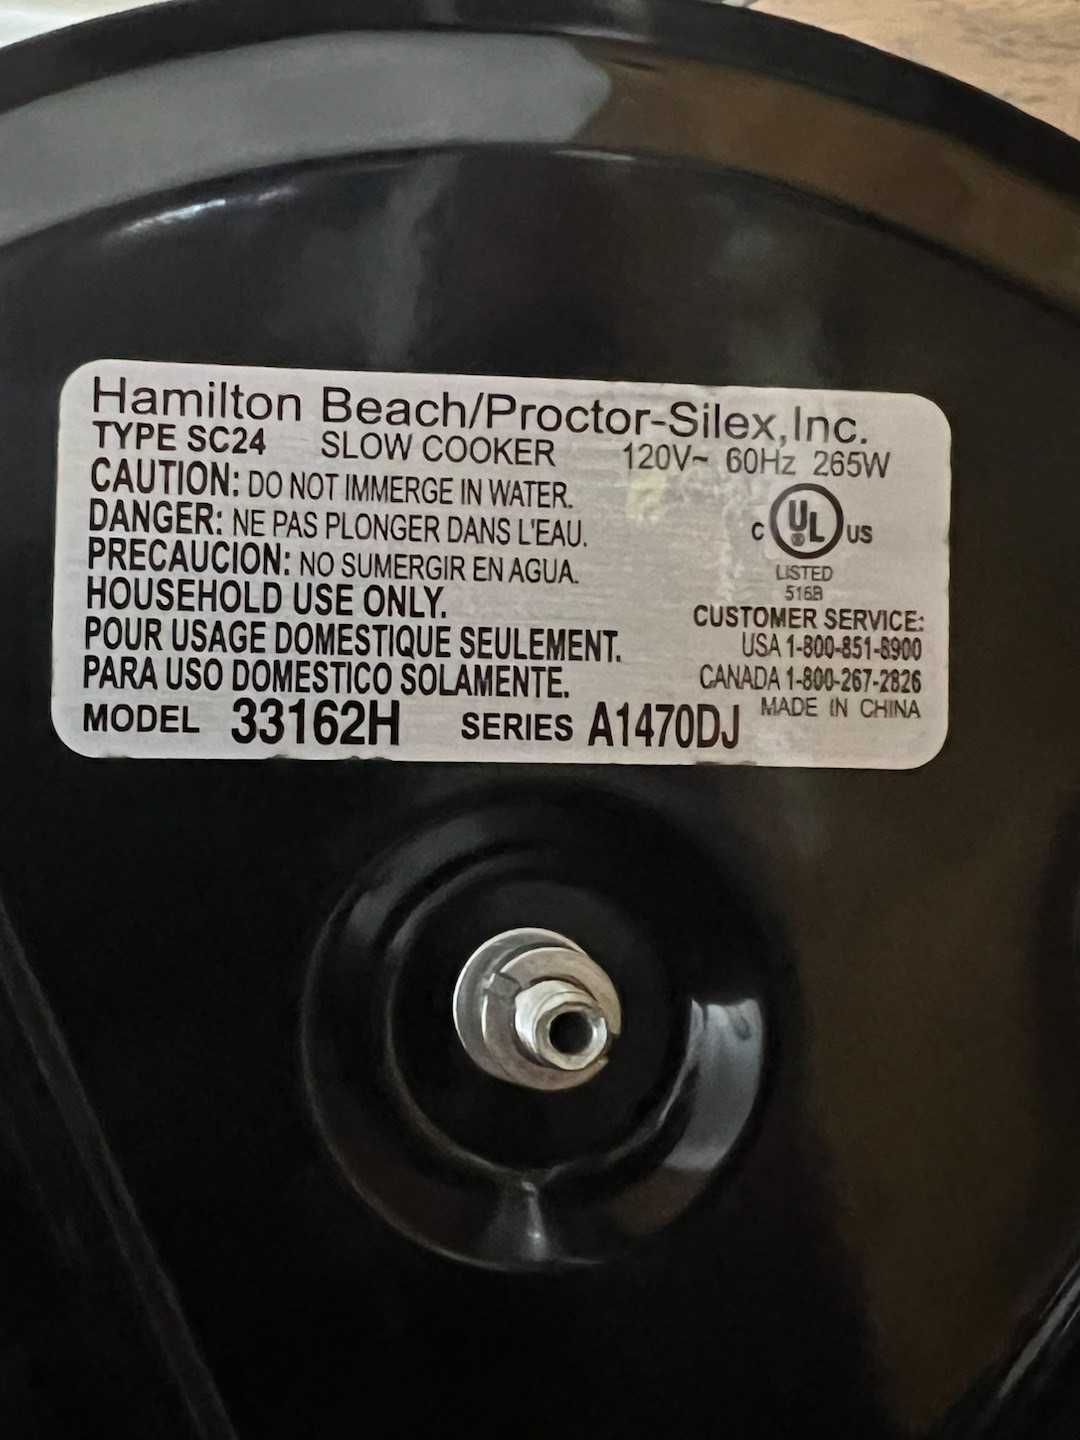 Hamilton Beach/Proctor-Silex,Inc.
TYPE SC24 SLOW COOKER 120V~ 60Hz 265W
CAUTION: DO NOT IMMERGE IN WATER.
DANGER: NE PAS PLONGER DANS L'EAU.
PRECAUCION: NO SUMERGIR EN AGUA.
HOUSEHOLD USE ONLY.
POUR USAGE DOMESTIQUE SEULEMENT.
PARA USO DOMESTICO SOLAMENTE.
MODEL 33162H SERIES A1470DJ
C UL ® US
LISTED
516B
CUSTOMER SERVICE:
USA 1-800-851-8900
CANADA 1-800-267-2826
MADE IN CHINA